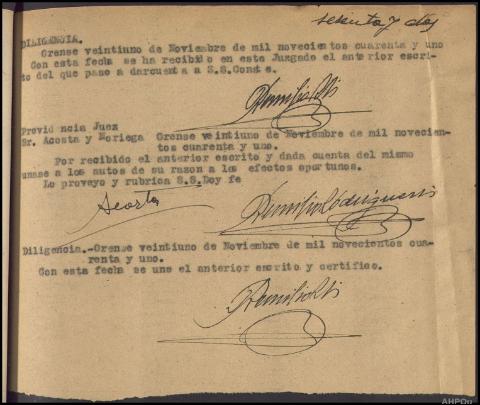 sesenta y dos
DILIGENCIA.
Orense veintiuno de Noviembre de mil novecientos cuarenta y uno
Con esta fecha se ha recibido en este Juzgado el anterior escri-
to del que paso a darcuenta a S.S. Conste.
Provid ncia Juez
Sr. Acosta y Noriega Orense veintiuno de Noviembre de mil novecien-
tos cuarenta y uno.
Por recibido el anterior escrito y dada cuenta del mismo
unase a los autos de su razon a los efectos oportunos.
Lo proveyo y rubrica S.S. Doy fe
Acosta
Diligencia.-Orense veintiuno de Noviembre de mil novecientos cua-
renta y uno.
Con esta fecha se une el anterior escrito y certifico.
AHPOu